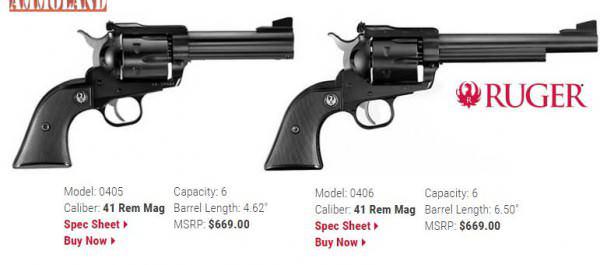 AMMOLAND
RUGER
Model: 0405
Capacity: 6
Caliber: 41 Rem Mag
Barrel Length: 4.62"
Spec Sheet
MSRP: $669.00
Buy Now
Model: 0406
Capacity: 6
Caliber: 41 Rem Mag
Barrel Length: 6.50"
Spec Sheet
MSRP: $669.00
Buy Now